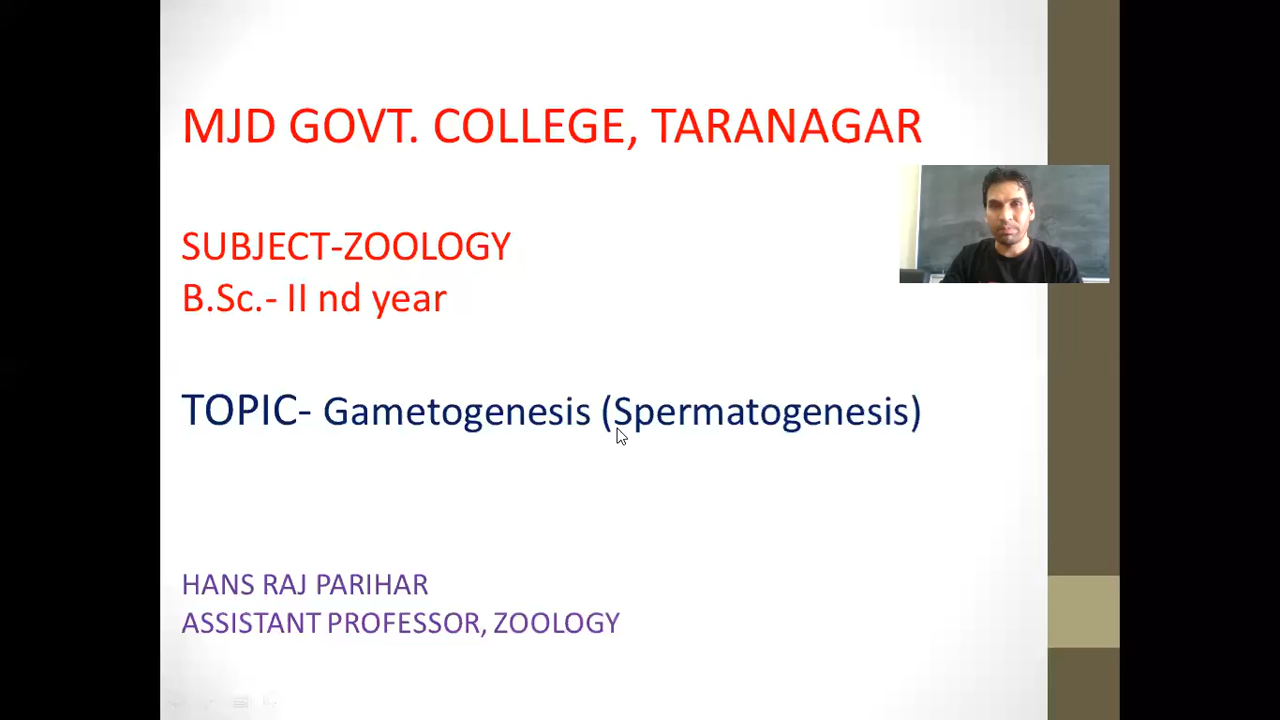 MJD GOVT. COLLEGE, TARANAGAR
SUBJECT-ZOOLOGY
B.Sc.- II nd year
TOPIC- Gametogenesis (Spermatogenesis)
HANS RAJ PARIHAR
ASSISTANT PROFESSOR, ZOOLOGY